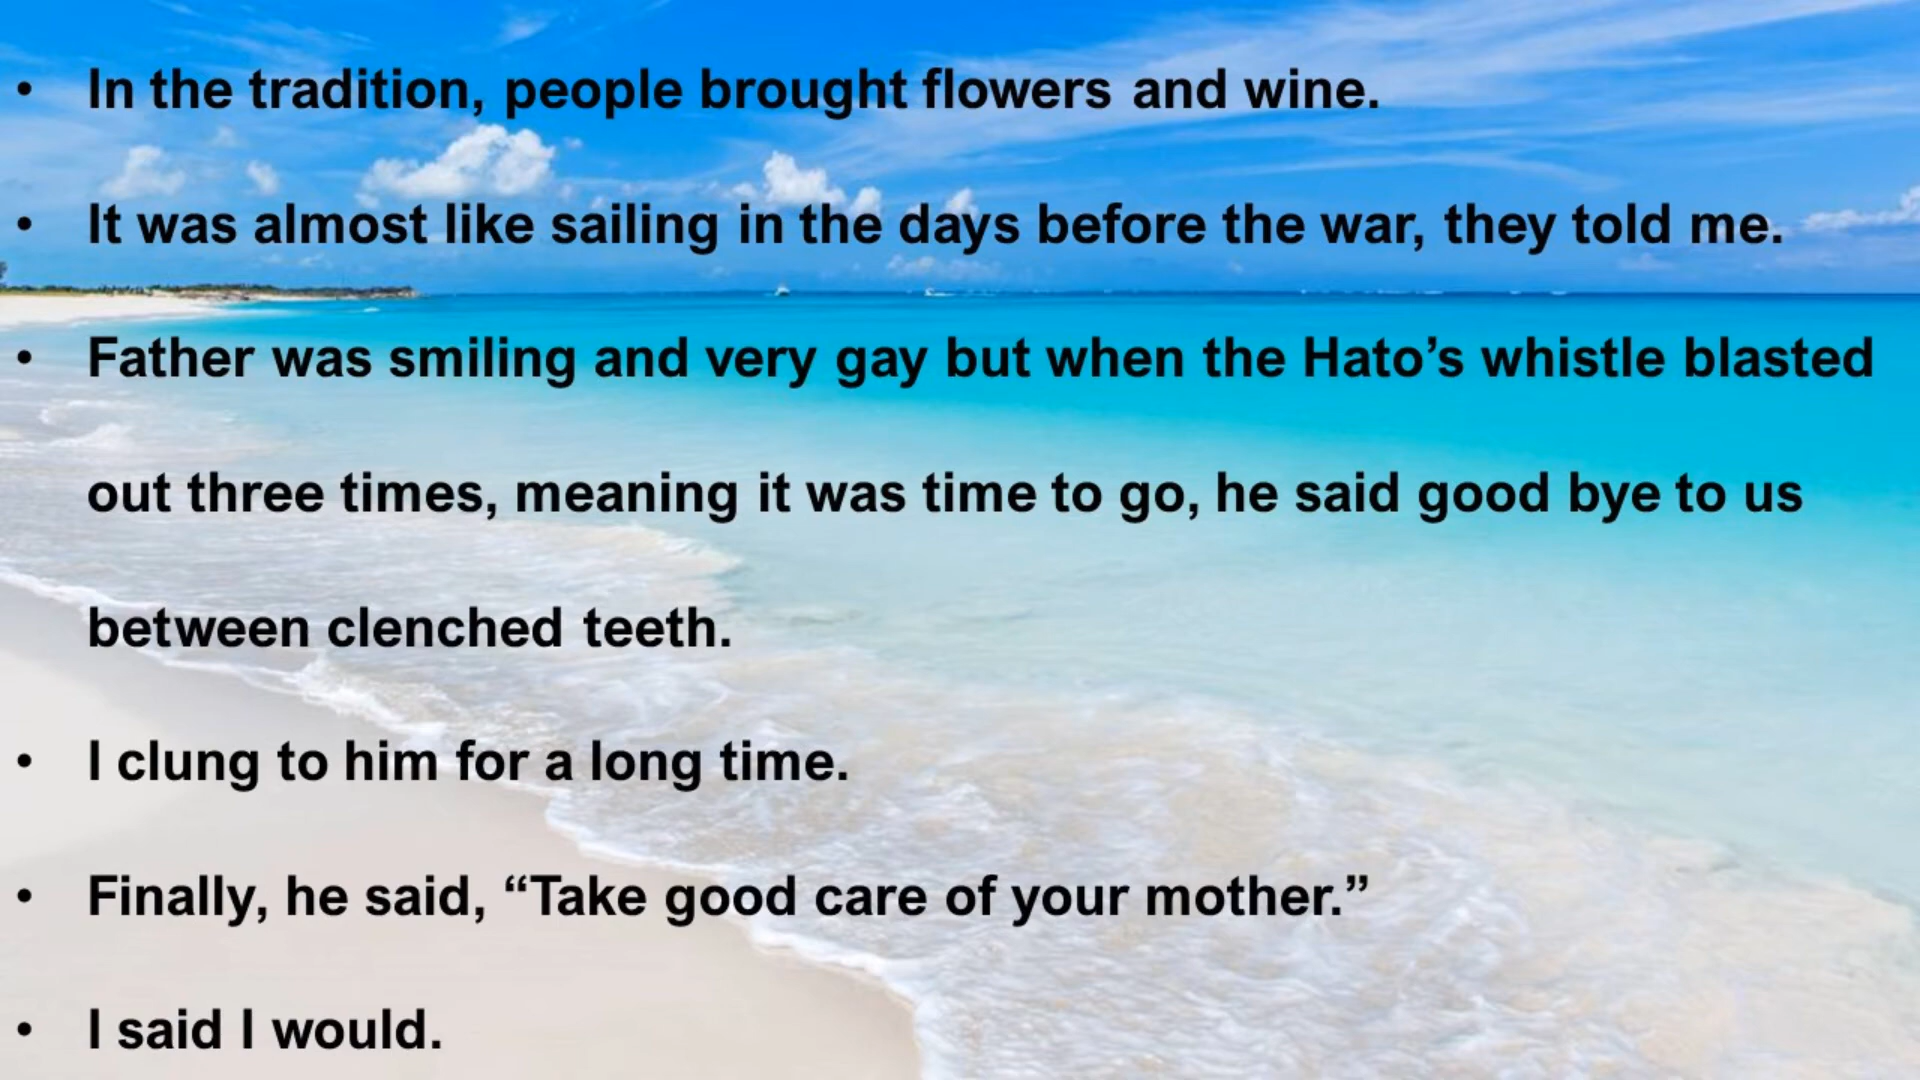 • In the tradition, people brought flowers and wine.
• It was almost like sailing in the days before the war, they told me.
• Father was smiling and very gay but when the Hato’s whistle blasted
out three times, meaning it was time to go, he said good bye to us
between clenched teeth.
• I clung to him for a long time.
• Finally, he said, “Take good care of your mother.”
• I said I would.